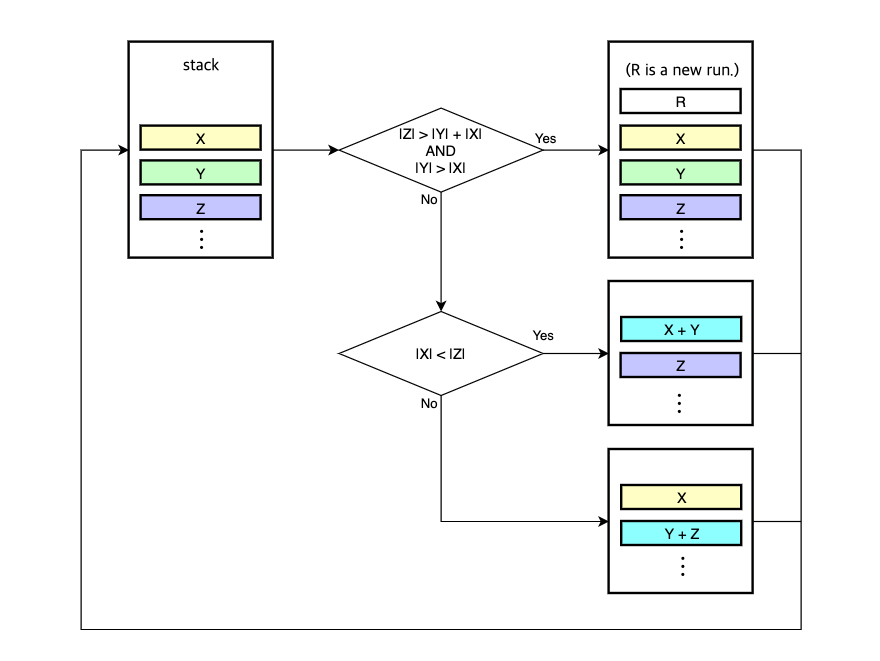 stack
X
Y
Z
|Z| > |Y| + |X|
AND
|Y| > |X|
Yes
No
(R is a new run.)
R
X
Y
Z
|X| < |Z|
Yes
No
X + Y
Z
X
Y + Z